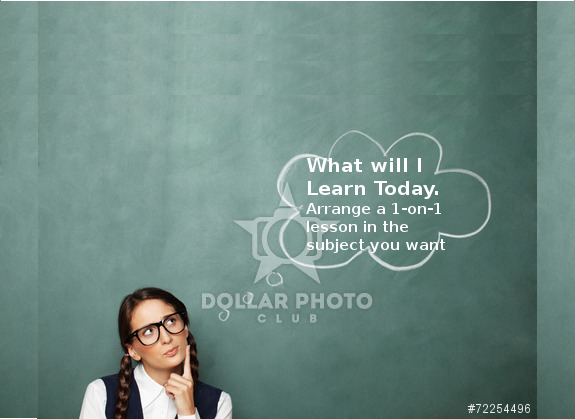 What will I
Learn Today.
Arrange a 1-on-1
lesson in the
subject you want
DOLLAR PHOTO
CLUB
#72254496